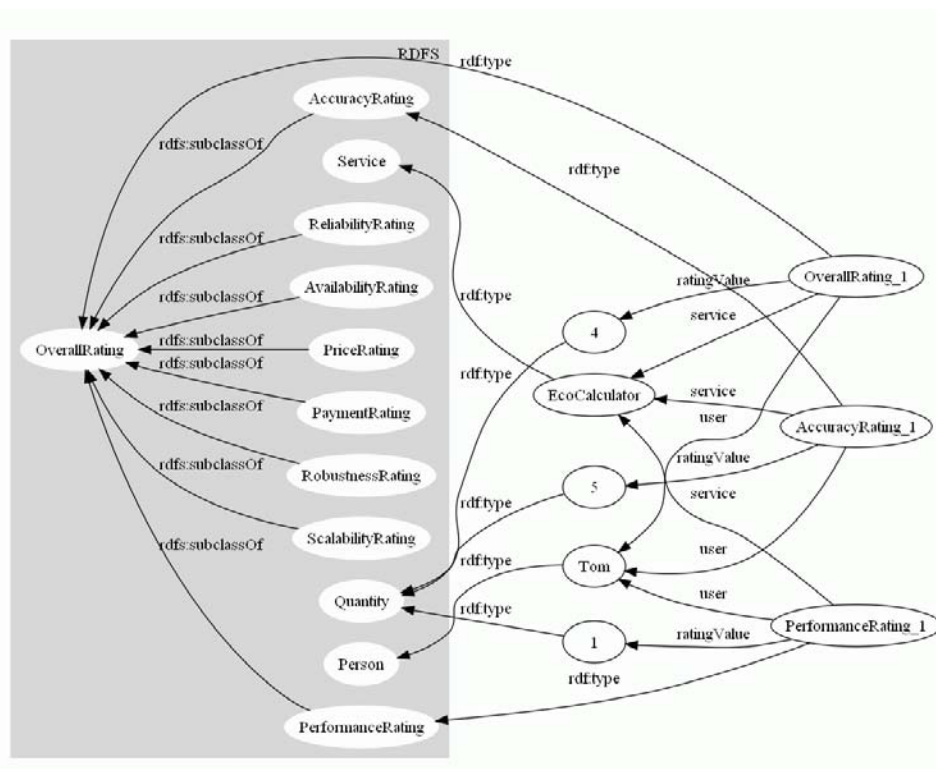 RDFS
rdf:type
AccuracyRating
rdfs:subclassOf
Service
rdf:type
ReliabilityRating
rdfs:subclassOf
OverallRating_1
AvailabilityRating
ratingValue
rdfs:subclassOf
rdf:type
service
4
OverallRating
rdfs:subclassOf
PriceRating
rdfs:subclassOf
rdf:type
EcoCalculator
service
PaymentRating
rdfs:subclassOf
user
AccuracyRating_1
ratingValue
rdfs:subclassOf
RobustnessRating
5
service
rdf:type
ScalabilityRating
rdfs:subclassOf
user
rdf:type
Tom
user
Quantity
rdf:type
PerformanceRating_1
ratingValue
1
Person
rdf:type
PerformanceRating